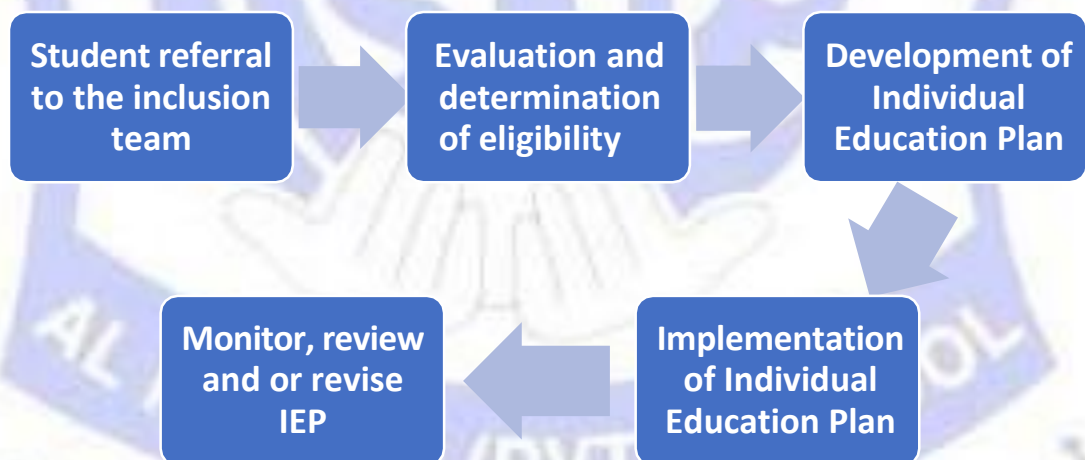 Student referral
to the inclusion
team
Evaluation and
determination
of eligibility
Development of
Individual
Education Plan
Implementation
of Individual
Education Plan
Monitor, review
and or revise
IEP
AL